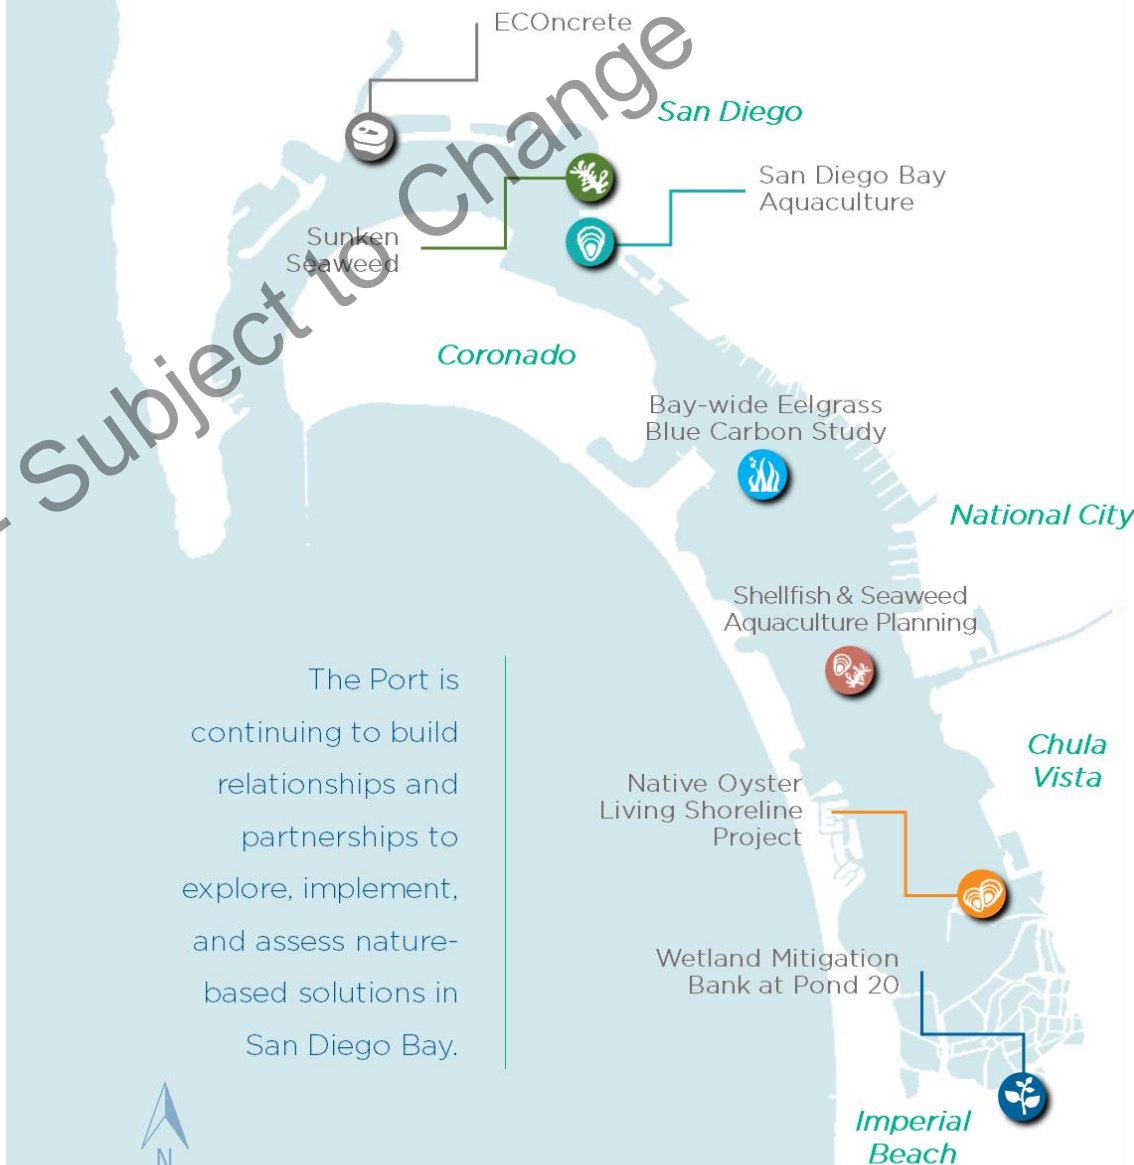 ECOncrete
San Diego
San Diego Bay
Aquaculture
Sunken
Seaweed
Coronado
Bay-wide Eelgrass
Blue Carbon Study
National City
Shellfish & Seaweed
Aquaculture Planning
The Port is
continuing to build
relationships and
partnerships to
explore, implement,
and assess nature-
based solutions in
San Diego Bay.
Chula
Vista
Native Oyster
Living Shoreline
Project
Wetland Mitigation
Bank at Pond 20
Imperial
Beach
N
- Subject to Change